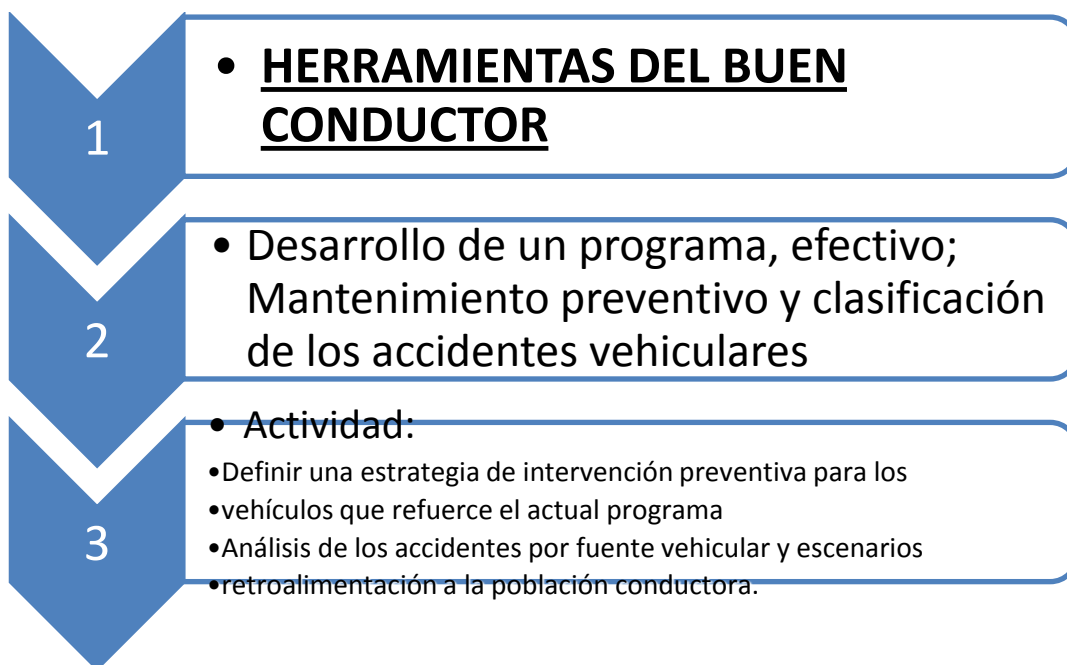 1
• HERRAMIENTAS DEL BUEN
CONDUCTOR
2
• Desarrollo de un programa, efectivo;
Mantenimiento preventivo y clasificación
de los accidentes vehiculares
3
• Actividad:
•Definir una estrategia de intervención preventiva para los
•vehículos que refuerce el actual programa
•Análisis de los accidentes por fuente vehicular y escenarios
•retroalimentación a la población conductora.